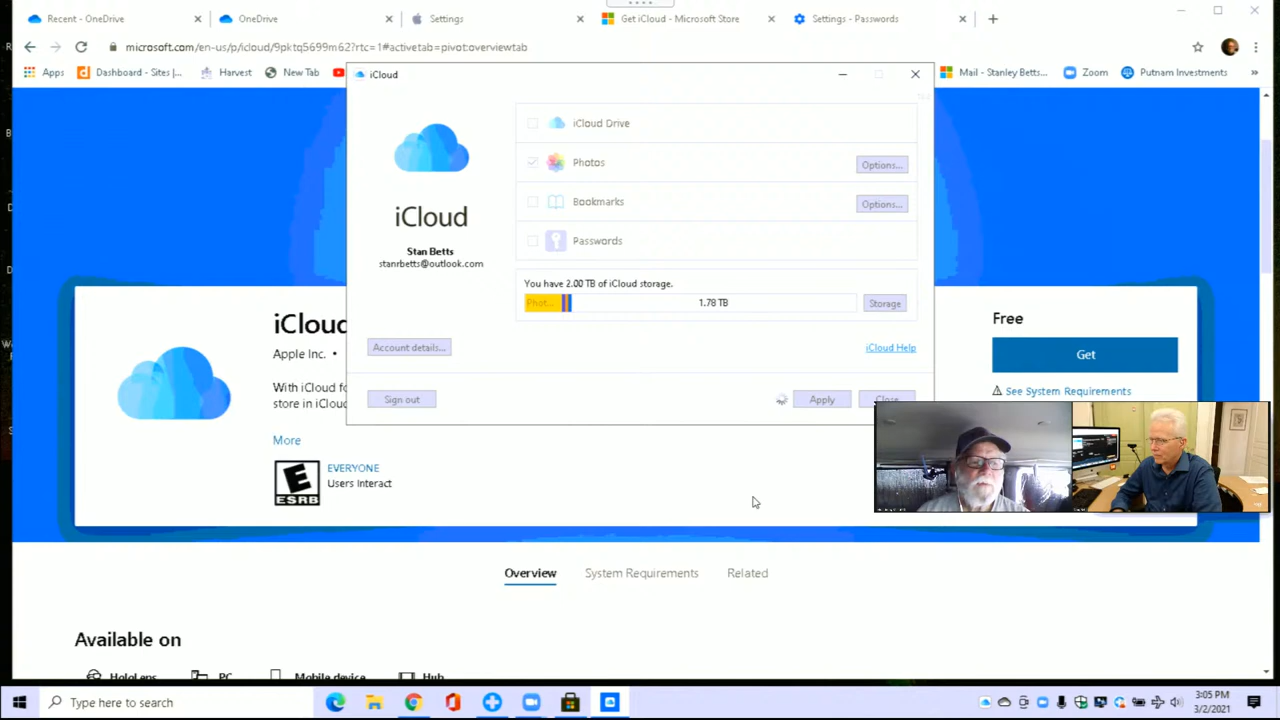 Recent - OneDrive
OneDrive
Settings
Get iCloud - Microsoft Store
Settings - Passwords
microsoft.com/en-us/p/icloud/9pktq5699m62?rtc=1#activetab=pivot:overviewtab
Apps
Dashboard - Sites |...
Harvest
New Tab
Mail - Stanley Betts...
Zoom
Putnam Investments
»
iCloud
iCloud Drive
Photos
Options...
Bookmarks
Options...
Passwords
iCloud
Stan Betts
stanrbetts@outlook.com
You have 2.00 TB of iCloud storage.
Phot...
1.78 TB
Storage
Account details...
iCloud Help
Sign out
Apply
Close
iCloud
Apple Inc. •
With iCloud fo
store in iCloud
More
E
ESRB
EVERYONE
Users Interact
Free
Get
See System Requirements
Overview
System Requirements
Related
Available on
HoloLens
PC
Mobile device
Hub
Type here to search
3:05 PM
3/2/2021